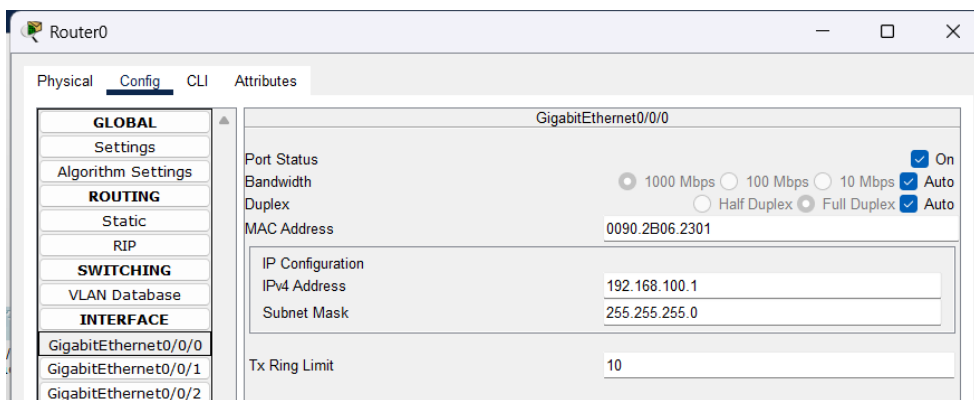 Router0
Physical Config CLI Attributes
GLOBAL
Settings
Algorithm Settings
ROUTING
Static
RIP
SWITCHING
VLAN Database
INTERFACE
GigabitEthernet0/0/0
GigabitEthernet0/0/1
GigabitEthernet0/0/2
GigabitEthernet0/0/0
Port Status On
Bandwidth 1000 Mbps 100 Mbps 10 Mbps Auto
Duplex Half Duplex Full Duplex Auto
MAC Address 0090.2B06.2301
IP Configuration
IPv4 Address 192.168.100.1
Subnet Mask 255.255.255.0
Tx Ring Limit 10